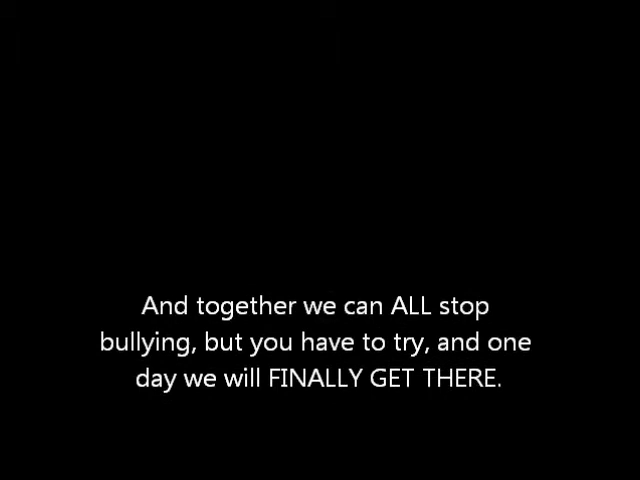 And together we can ALL stop
bullying, but you have to try, and one
day we will FINALLY GET THERE.